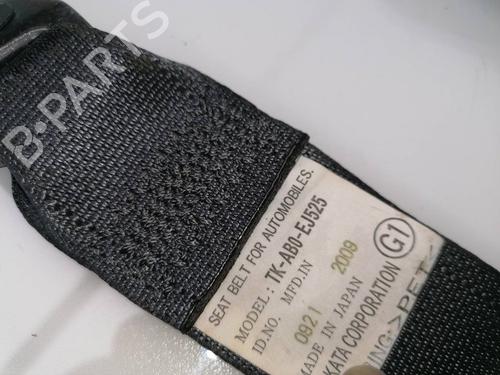 B-PARTS
SEAT BELT FOR AUTOMOBILES.
MODEL: TK-AB0-EJ525
ID.NO. MFD.IN
0921 2009
MADE IN JAPAN
KATA CORPORATION G1
ING:>PET<